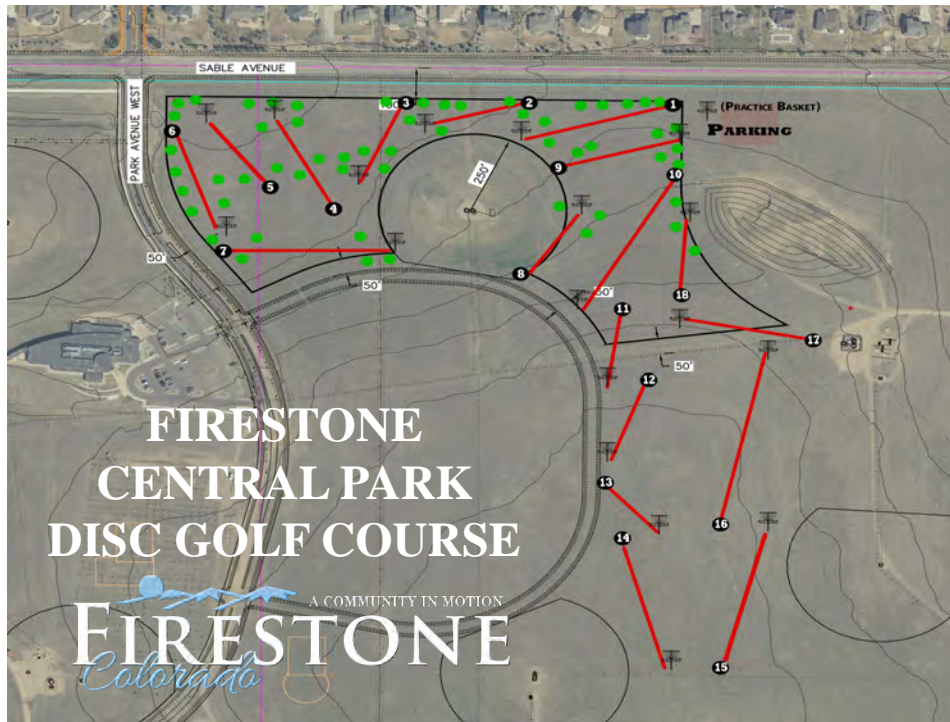 SABLE AVENUE
PARK AVENUE WEST
3
2
1
(PRACTICE BASKET)
PARKING
6
9
10
250'
5
4
7
8
50'
50'
50'
18
11
17
50'
12
13
14
16
15
FIRESTONE
CENTRAL PARK
DISC GOLF COURSE
A COMMUNITY IN MOTION
FIRESTONE
Colorado